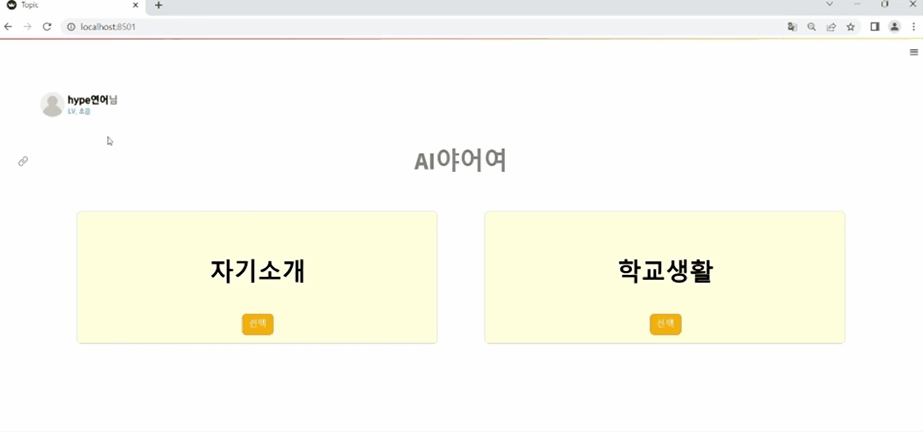 Topic
localhost:8501
hype연어님
LV. 초급
AI야어여
자기소개
학교생활
선택
선택